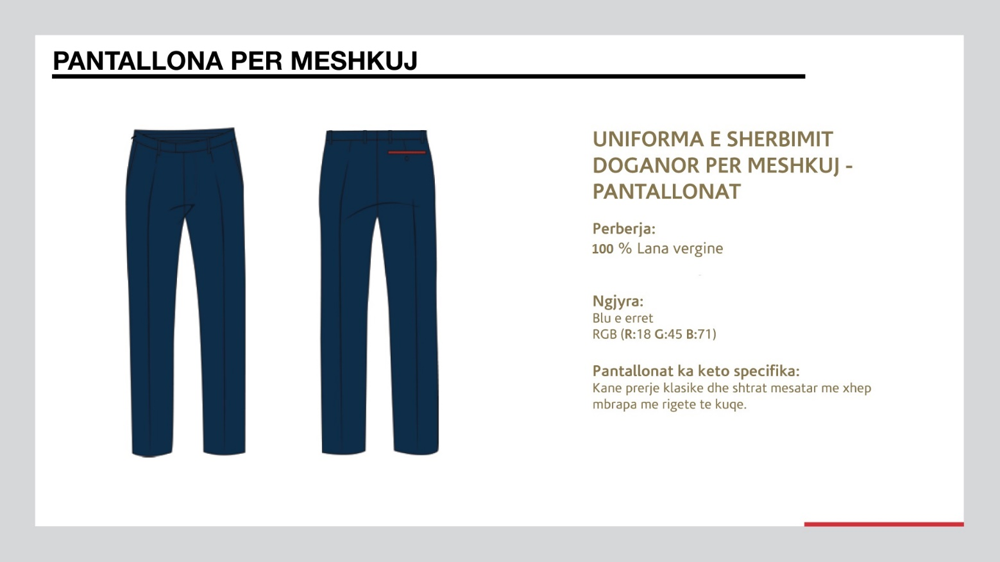 PANTALLONA PER MESHKUJ
UNIFORMA E SHERBIMIT
DOGANOR PER MESHKUJ -
PANTALLONAT
Perberja:
100 % Lana vergine
Ngjyra:
Blu e erret
RGB (R:18 G:45 B:71)
Pantallonat ka keto specifika:
Kane prerje klasike dhe shtrat mesatar me xhep
mbrapa me rigete te kuqe.